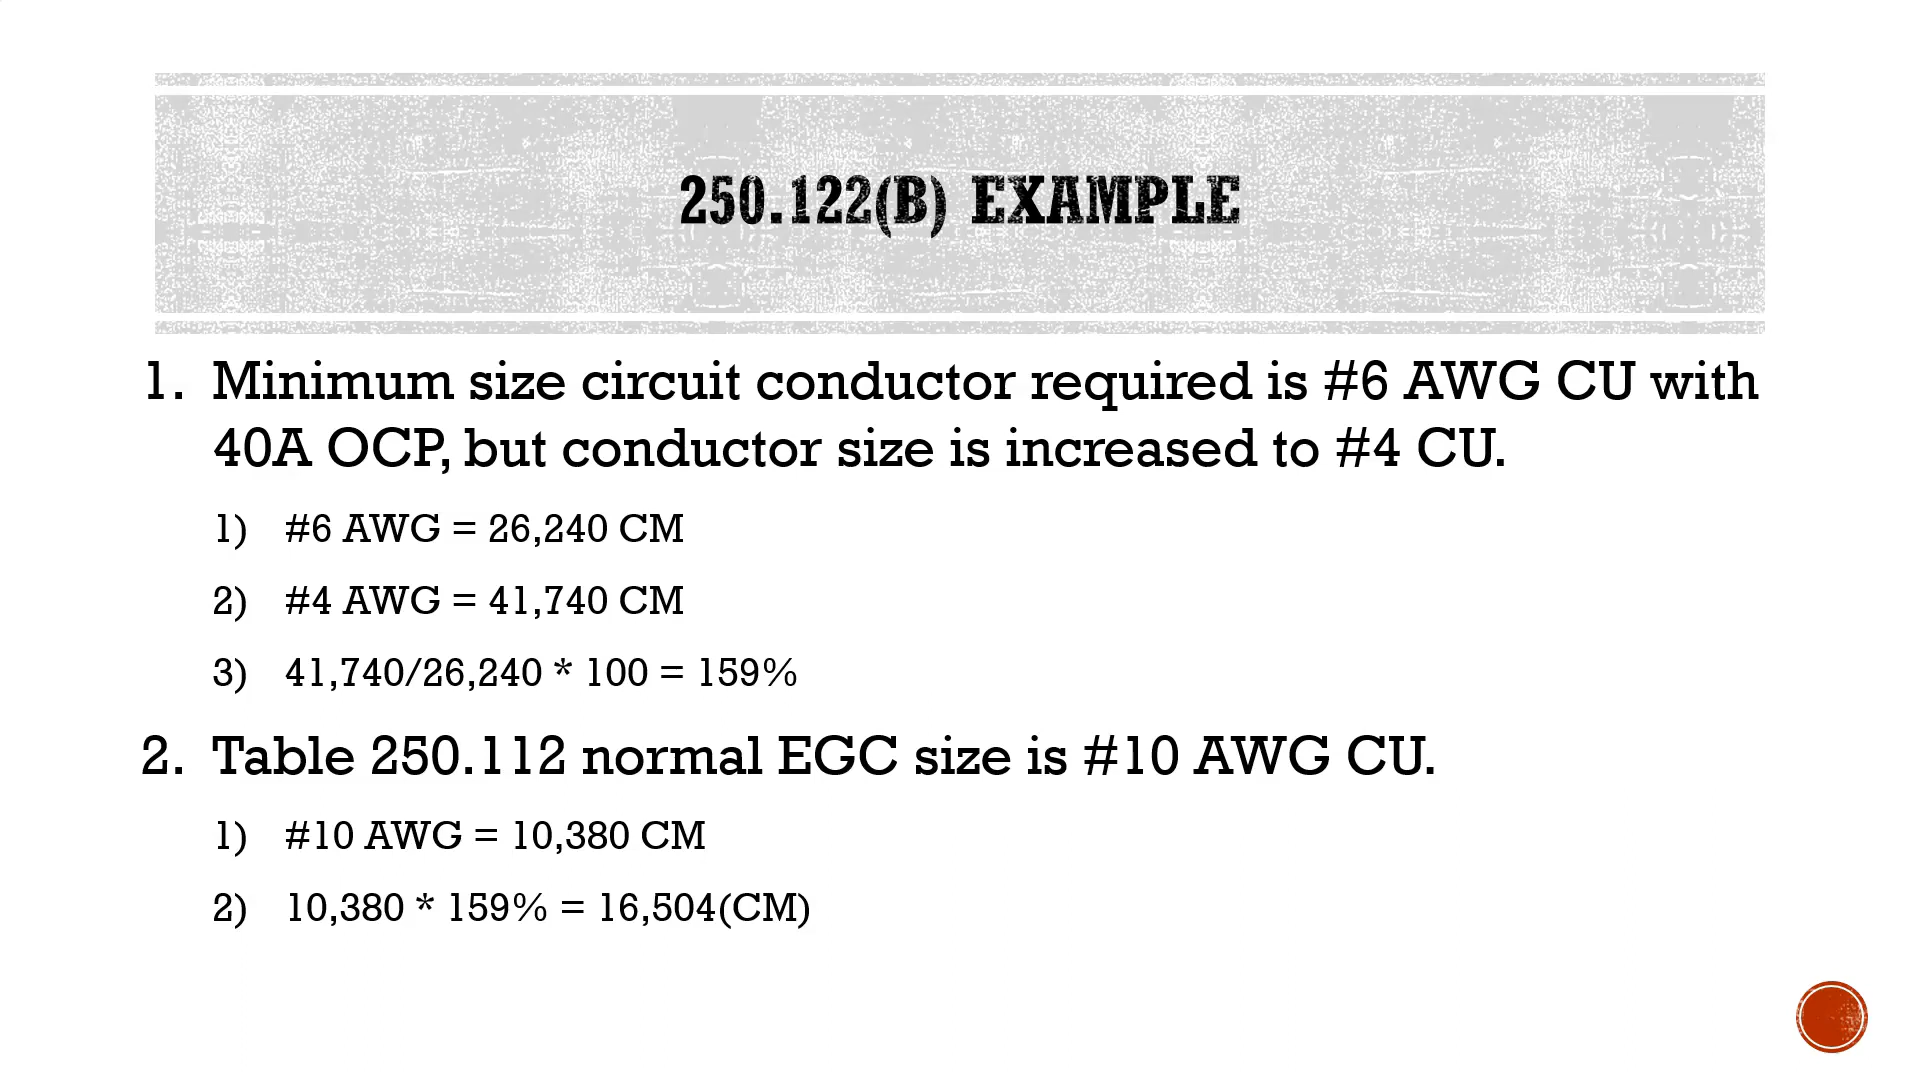 250.122(B) EXAMPLE
1. Minimum size circuit conductor required is #6 AWG CU with
40A OCP, but conductor size is increased to #4 CU.
1) #6 AWG = 26,240 CM
2) #4 AWG = 41,740 CM
3) 41,740/26,240 * 100 = 159%
2. Table 250.112 normal EGC size is #10 AWG CU.
1) #10 AWG = 10,380 CM
2) 10,380 * 159% = 16,504(CM)